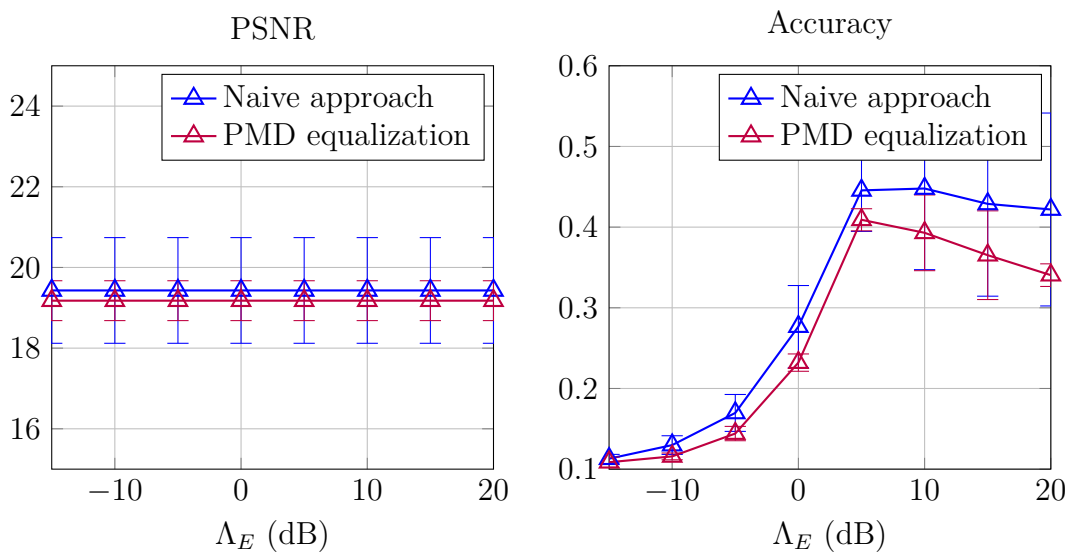 PSNR
Naive approach
PMD equalization
24
22
20
18
16
−10 0 10 20
Λ_E (dB)
Accuracy
Naive approach
PMD equalization
0.6
0.5
0.4
0.3
0.2
0.1
−10 0 10 20
Λ_E (dB)